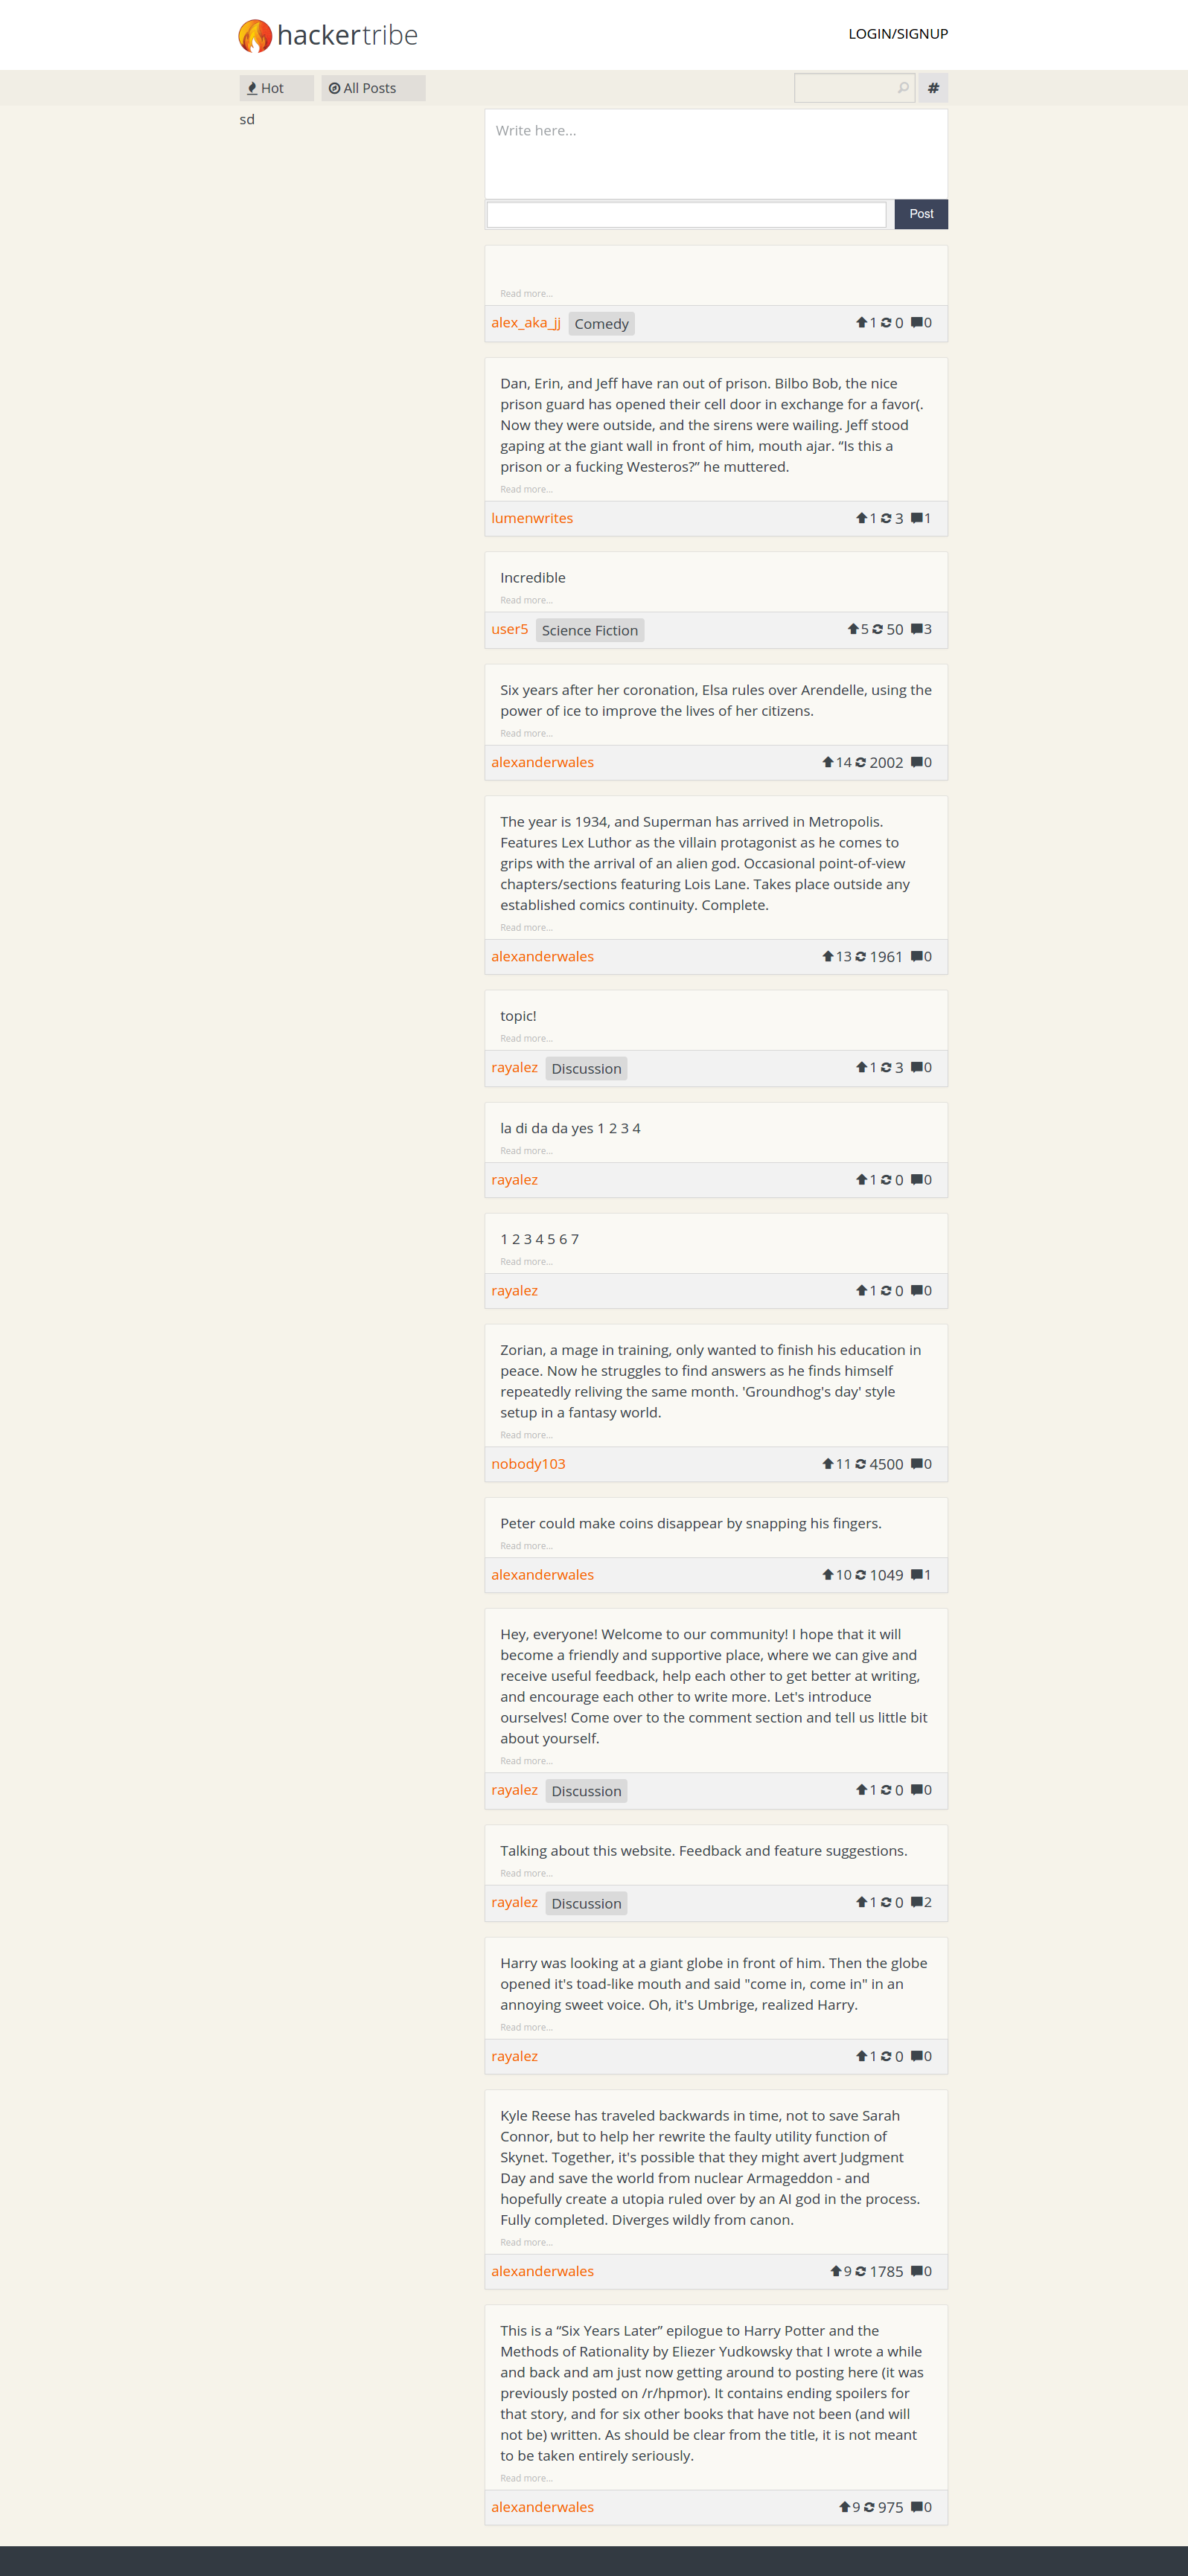 hackertribe
LOGIN/SIGNUP
Hot
All Posts
#
sd
Write here...
Post
Read more...
alex_aka_jj Comedy 1 0 0
Dan, Erin, and Jeff have ran out of prison. Bilbo Bob, the nice
prison guard has opened their cell door in exchange for a favor(.
Now they were outside, and the sirens were wailing. Jeff stood
gaping at the giant wall in front of him, mouth ajar. “Is this a
prison or a fucking Westeros?” he muttered.
Read more...
lumenwrites 1 3 1
Incredible
Read more...
user5 Science Fiction 5 50 3
Six years after her coronation, Elsa rules over Arendelle, using the
power of ice to improve the lives of her citizens.
Read more...
alexanderwales 14 2002 0
The year is 1934, and Superman has arrived in Metropolis.
Features Lex Luthor as the villain protagonist as he comes to
grips with the arrival of an alien god. Occasional point-of-view
chapters/sections featuring Lois Lane. Takes place outside any
established comics continuity. Complete.
Read more...
alexanderwales 13 1961 0
topic!
Read more...
rayalez Discussion 1 3 0
la di da da yes 1 2 3 4
Read more...
rayalez 1 0 0
1 2 3 4 5 6 7
Read more...
rayalez 1 0 0
Zorian, a mage in training, only wanted to finish his education in
peace. Now he struggles to find answers as he finds himself
repeatedly reliving the same month. 'Groundhog's day' style
setup in a fantasy world.
Read more...
nobody103 11 4500 0
Peter could make coins disappear by snapping his fingers.
Read more...
alexanderwales 10 1049 1
Hey, everyone! Welcome to our community! I hope that it will
become a friendly and supportive place, where we can give and
receive useful feedback, help each other to get better at writing,
and encourage each other to write more. Let's introduce
ourselves! Come over to the comment section and tell us little bit
about yourself.
Read more...
rayalez Discussion 1 0 0
Talking about this website. Feedback and feature suggestions.
Read more...
rayalez Discussion 1 0 2
Harry was looking at a giant globe in front of him. Then the globe
opened it's toad-like mouth and said "come in, come in" in an
annoying sweet voice. Oh, it's Umbrige, realized Harry.
Read more...
rayalez 1 0 0
Kyle Reese has traveled backwards in time, not to save Sarah
Connor, but to help her rewrite the faulty utility function of
Skynet. Together, it's possible that they might avert Judgment
Day and save the world from nuclear Armageddon - and
hopefully create a utopia ruled over by an AI god in the process.
Fully completed. Diverges wildly from canon.
Read more...
alexanderwales 9 1785 0
This is a “Six Years Later” epilogue to Harry Potter and the
Methods of Rationality by Eliezer Yudkowsky that I wrote a while
and back and am just now getting around to posting here (it was
previously posted on /r/hpmor). It contains ending spoilers for
that story, and for six other books that have not been (and will
not be) written. As should be clear from the title, it is not meant
to be taken entirely seriously.
Read more...
alexanderwales 9 975 0